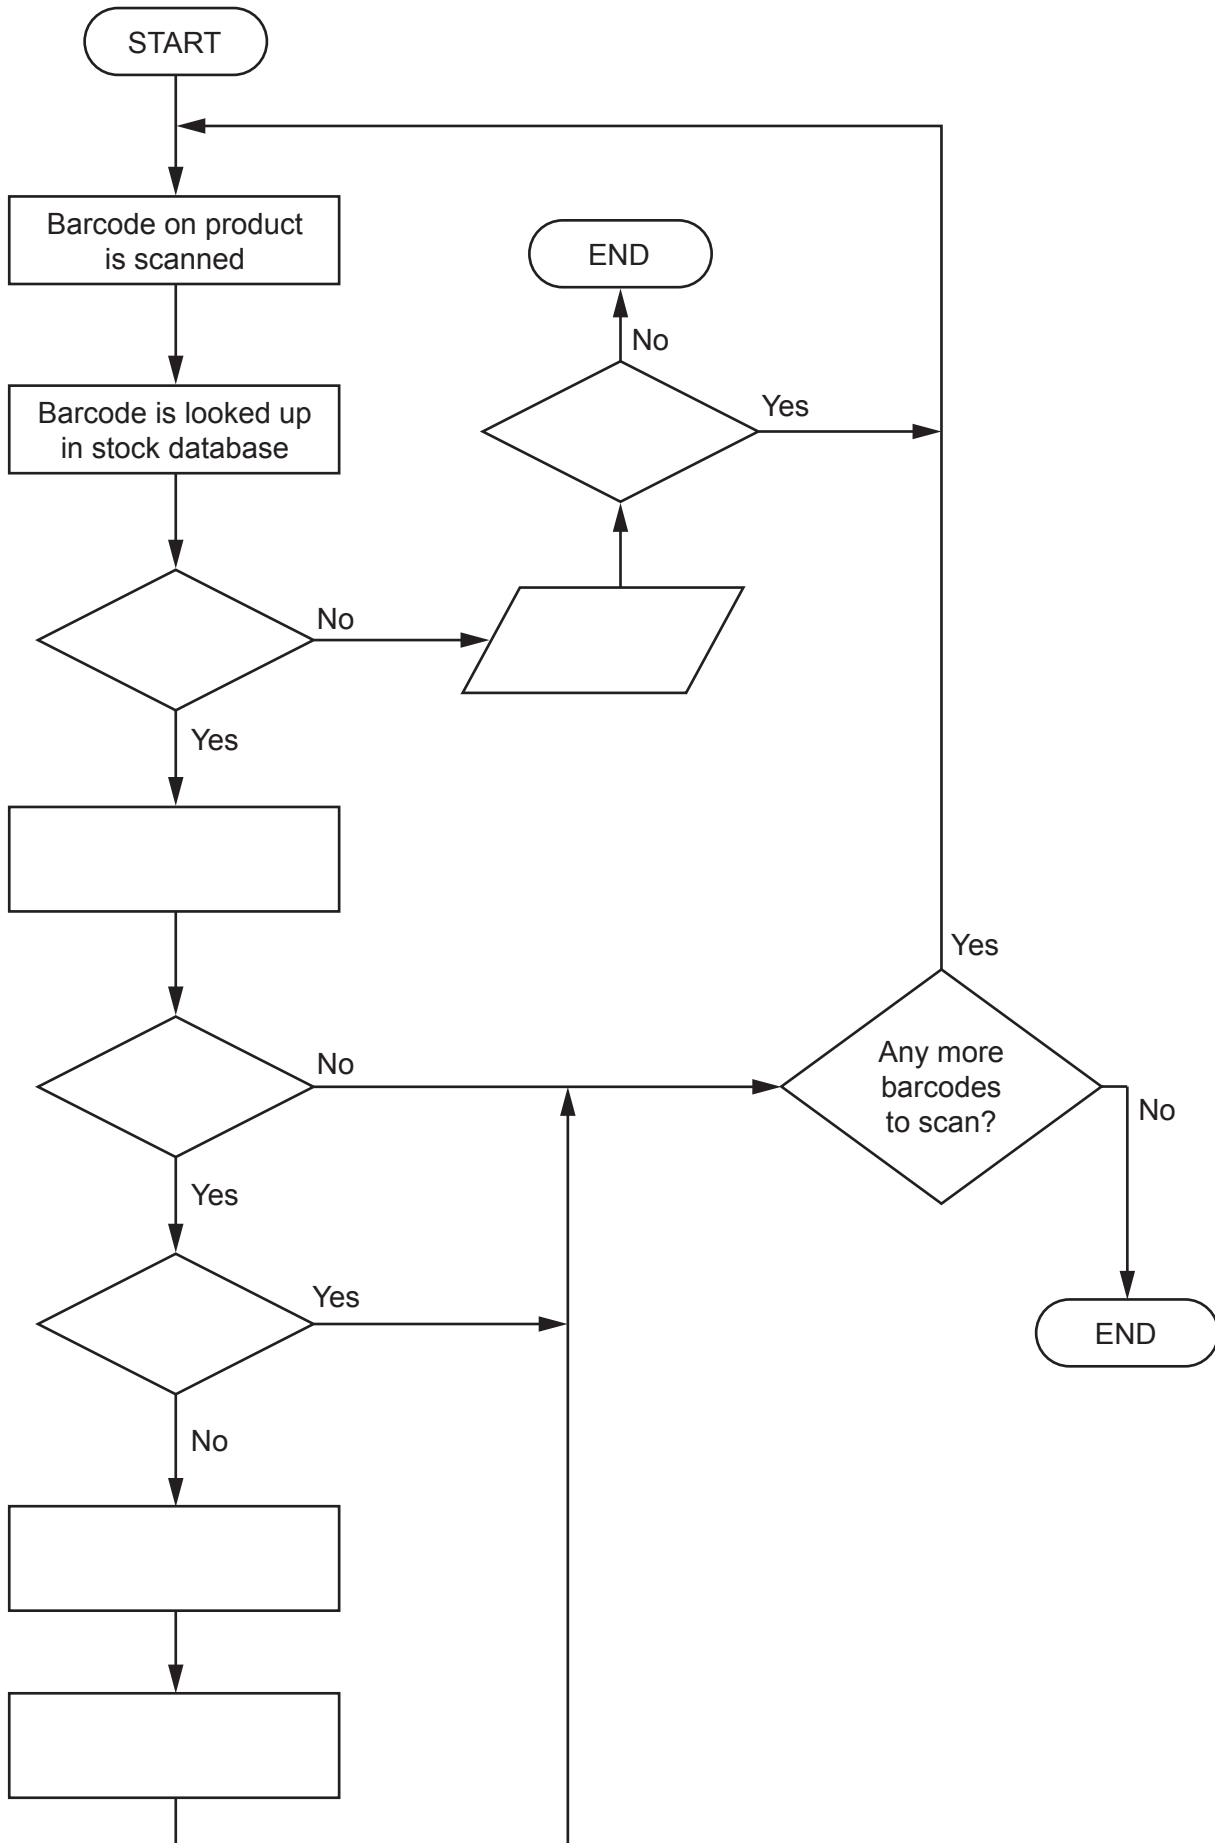 START
Barcode on product
is scanned
END
No
Barcode is looked up
in stock database
Yes
No
Yes
Yes
No
Any more
barcodes
to scan?
No
Yes
Yes
END
No